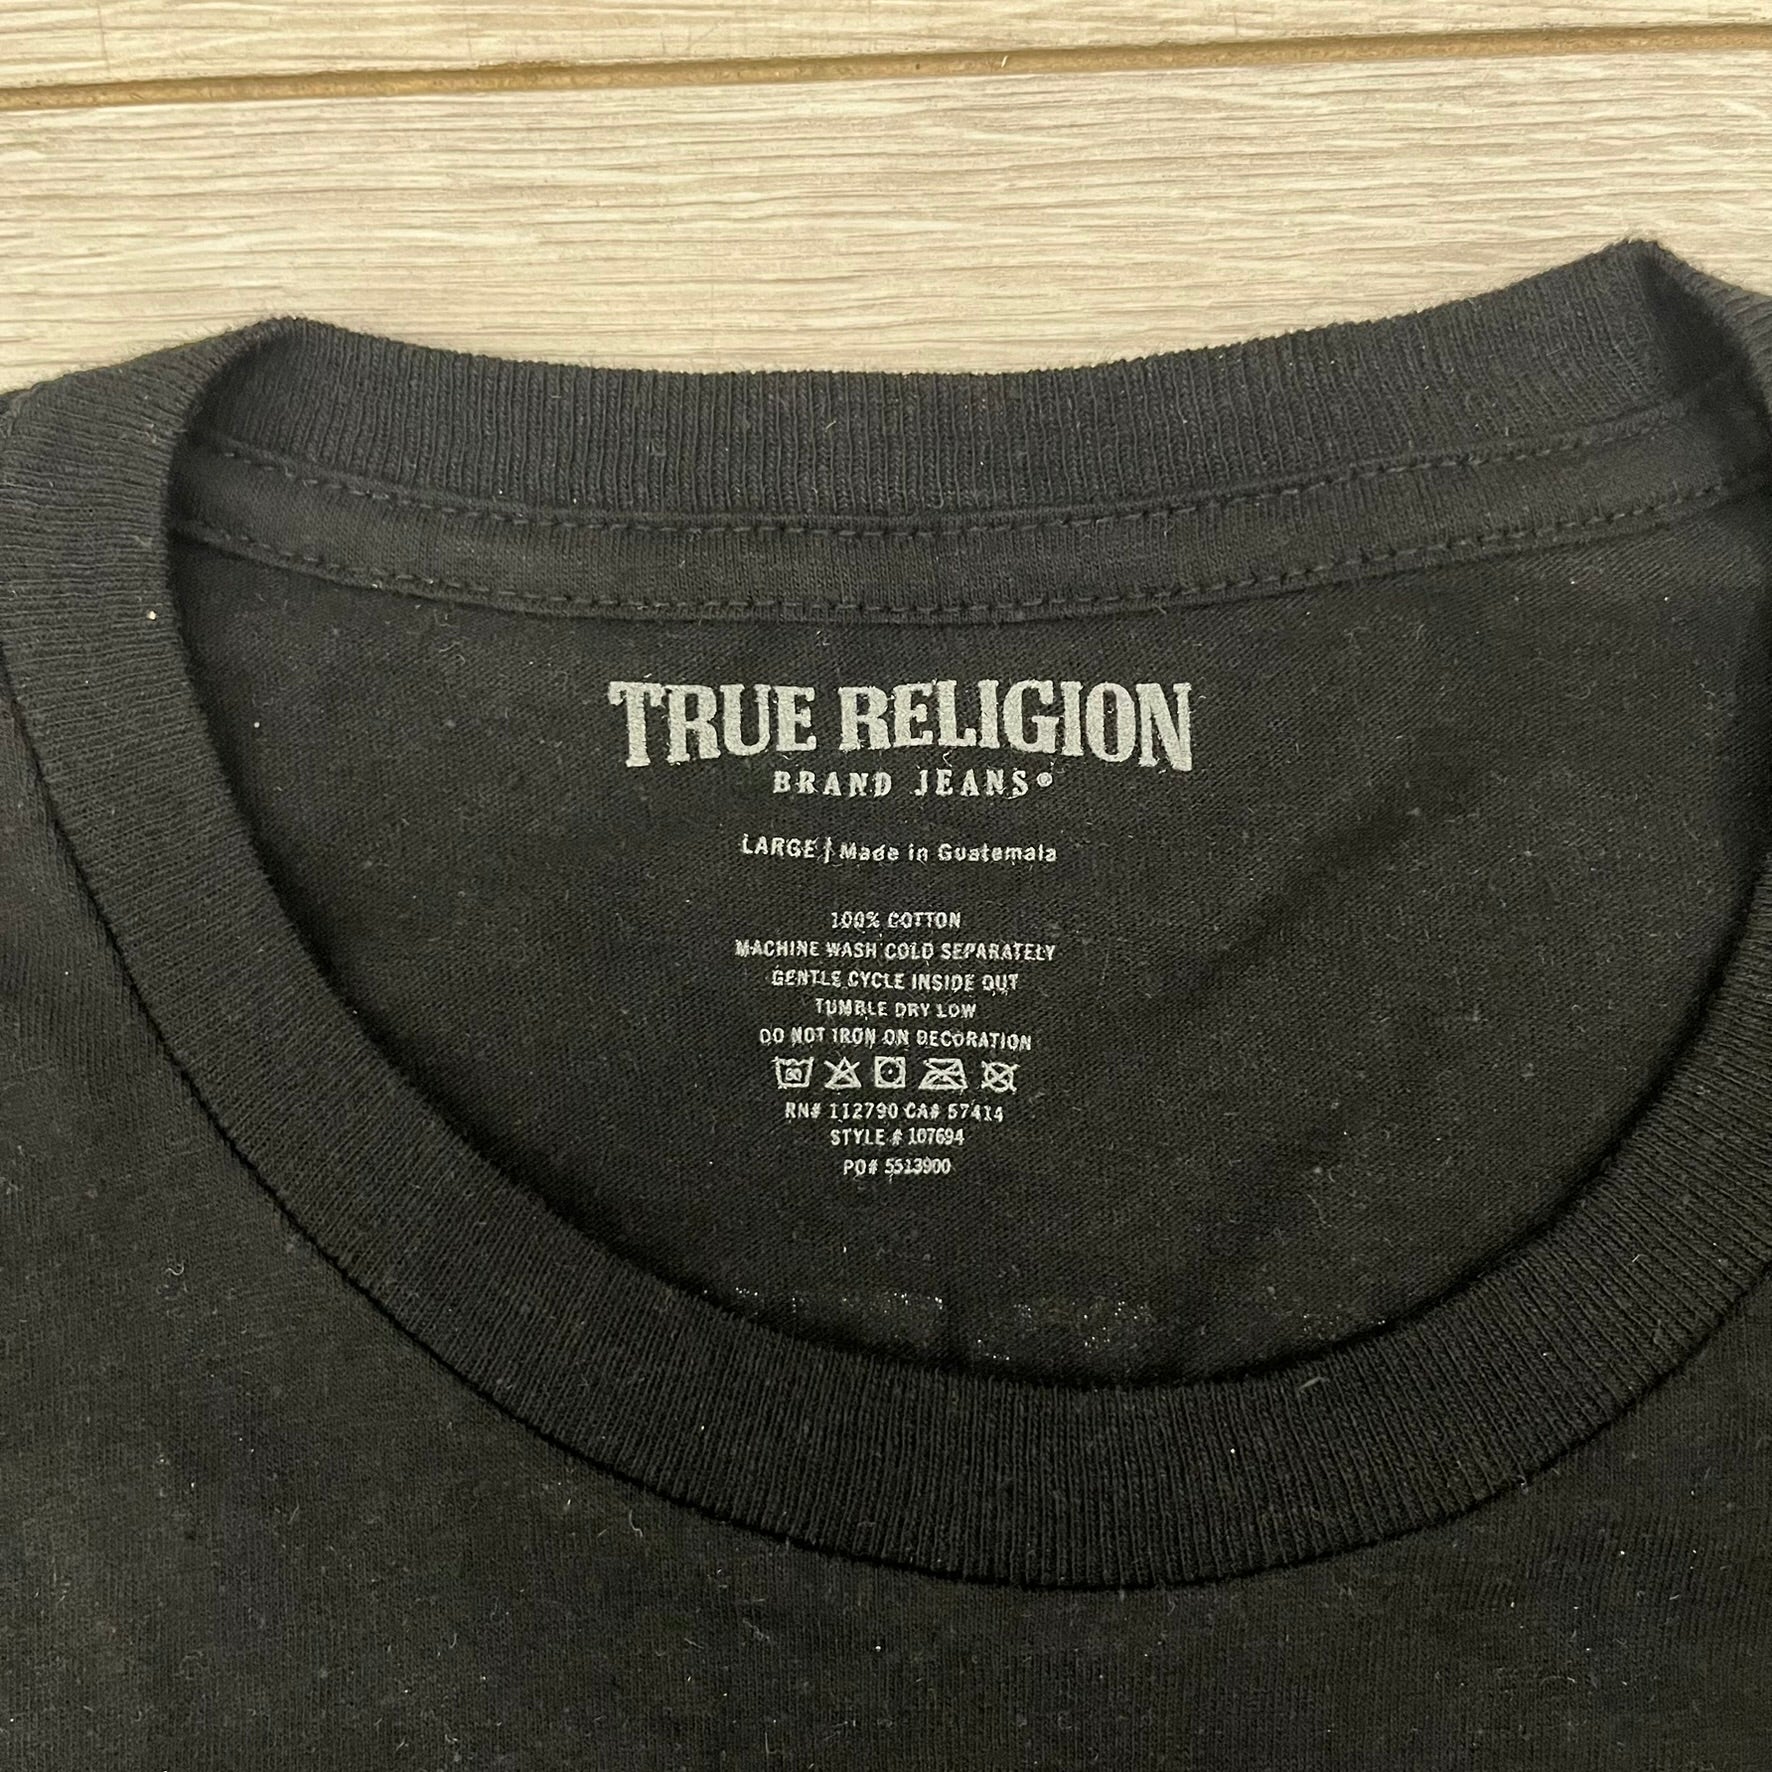 TRUE RELIGION
BRAND JEANS®
LARGE / Made in Guatemala
100% COTTON
MACHINE WASH COLD SEPARATELY
GENTLE CYCLE INSIDE OUT
TUMBLE DRY LOW
DO NOT IRON ON DECORATION
30
RN# 112790 CA# 57414
STYLE # 107694
PO# 5513900